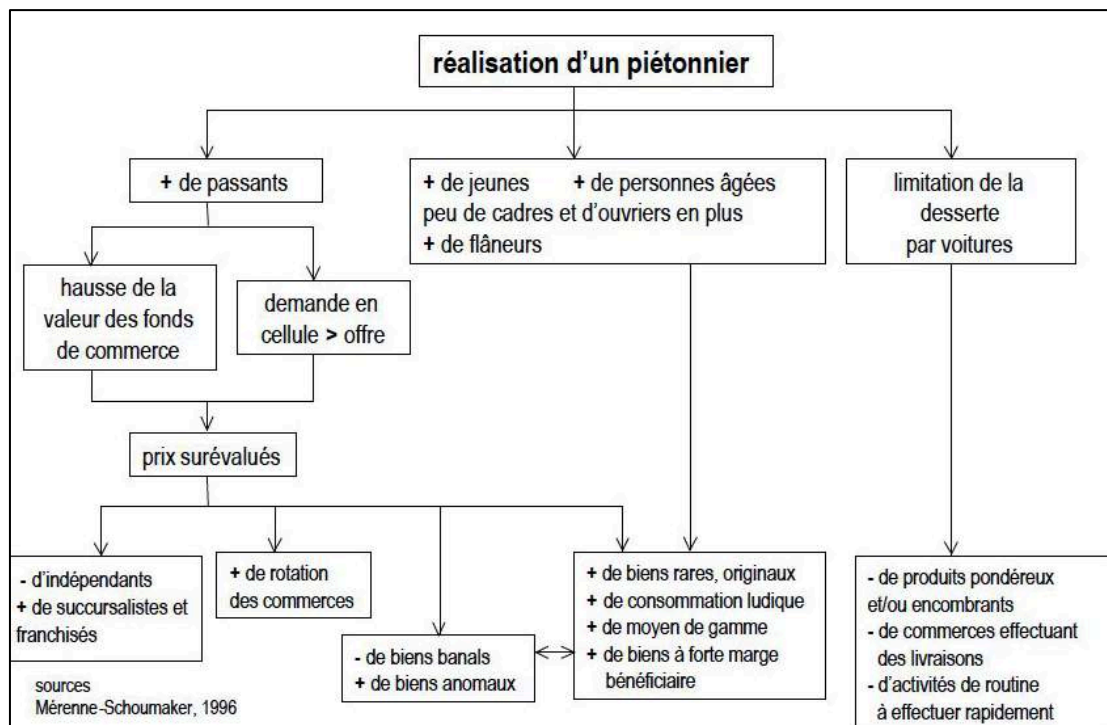 réalisation d'un piétonnier
+ de passants
+ de jeunes + de personnes âgées
peu de cadres et d'ouvriers en plus
+ de flâneurs
limitation de la
desserte
par voitures
hausse de la
valeur des fonds
de commerce
demande en
cellule > offre
prix surévalués
- d'indépendants
+ de succursalistes et
franchisés
+ de rotation
des commerces
- de biens banals
+ de biens anomaux
+ de biens rares, originaux
+ de consommation ludique
+ de moyen de gamme
+ de biens à forte marge
bénéficiaire
- de produits pondéreux
et/ou encombrants
- de commerces effectuant
des livraisons
- d'activités de routine
à effectuer rapidement
sources
Mérenne-Schoumaker, 1996